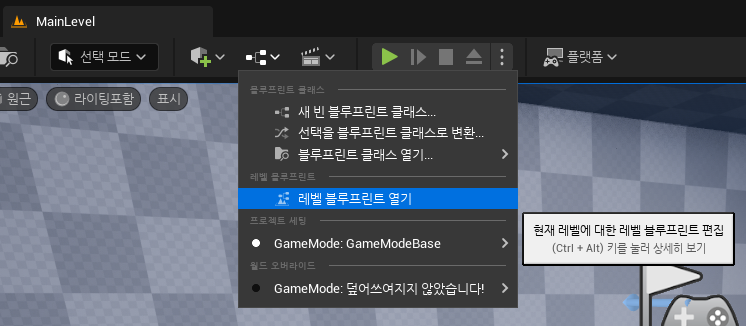 MainLevel
선택 모드
플랫폼
원근
라이팅포함
표시
블루프린트 클래스
새 빈 블루프린트 클래스...
선택을 블루프린트 클래스로 변환...
블루프린트 클래스 열기...
레벨 블루프린트
레벨 블루프린트 열기
프로젝트 세팅
GameMode: GameModeBase
월드 오버라이드
GameMode: 덮어쓰여지지 않았습니다!
현재 레벨에 대한 레벨 블루프린트 편집
(Ctrl + Alt) 키를 눌러 상세히 보기